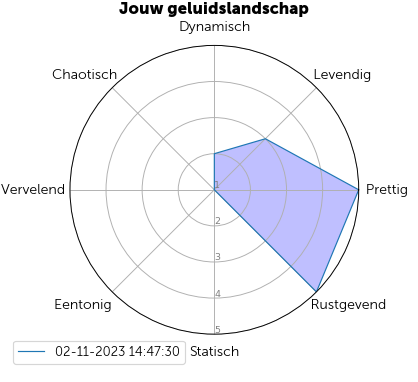 Jouw geluidslandschap
Dynamisch
Chaotisch
Levendig
Vervelend
1
Prettig
2
3
4
Eentonig
Rustgevend
5
02-11-2023 14:47:30
Statisch